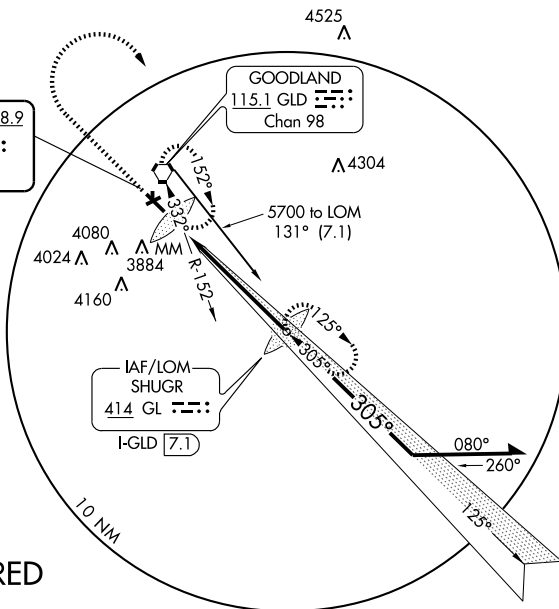 4525
8.9
GOODLAND
115.1 GLD
Chan 98
4304
152°
332°
5700 to LOM
131° (7.1)
4080
4024
3884
MM
4160
R-152
125°
305°
IAF/LOM
SHUGR
414 GL
I-GLD 7.1
305°
080°
260°
125°
10 NM
RED